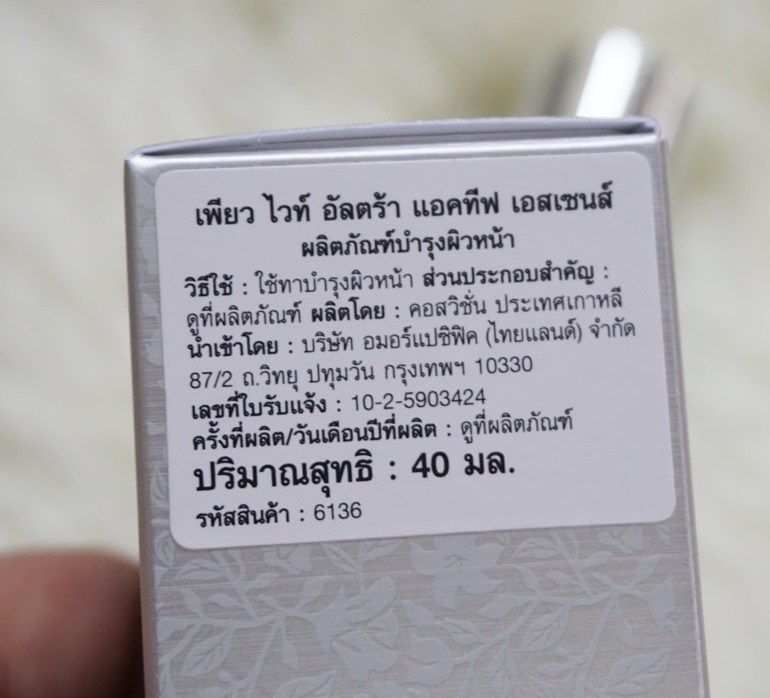 เพียว ไวท์ อัลตร้า แอคทีฟ เอสเซนส์
ผลิตภัณฑ์บำรุงผิวหน้า
วิธีใช้ : ใช้ทาบำรุงผิวหน้า ส่วนประกอบสำคัญ :
ดูที่ผลิตภัณฑ์ ผลิตโดย : คอสวิชั่น ประเทศเกาหลี
นำเข้าโดย : บริษัท อมอร์แปซิฟิค (ไทยแลนด์) จำกัด
87/2 ถ.วิทยุ ปทุมวัน กรุงเทพฯ 10330
เลขที่ใบรับแจ้ง : 10-2-5903424
ครั้งที่ผลิต/วันเดือนปีที่ผลิต : ดูที่ผลิตภัณฑ์
ปริมาณสุทธิ : 40 มล.
รหัสสินค้า : 6136